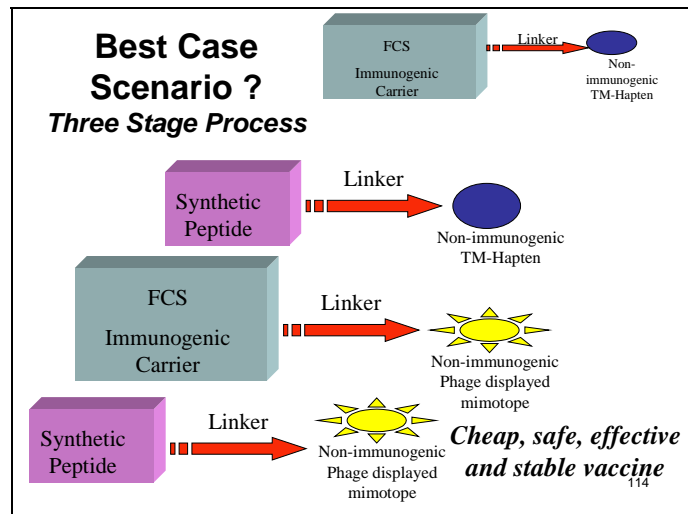 Best Case
Scenario ?
Three Stage Process
FCS
Immunogenic
Carrier
Linker
Non-
immunogenic
TM-Hapten
Synthetic
Peptide
Linker
Non-immunogenic
TM-Hapten
FCS
Immunogenic
Carrier
Linker
Non-immunogenic
Phage displayed
mimotope
Synthetic
Peptide
Linker
Non-immunogenic
Phage displayed
mimotope
Cheap, safe, effective
and stable vaccine
114